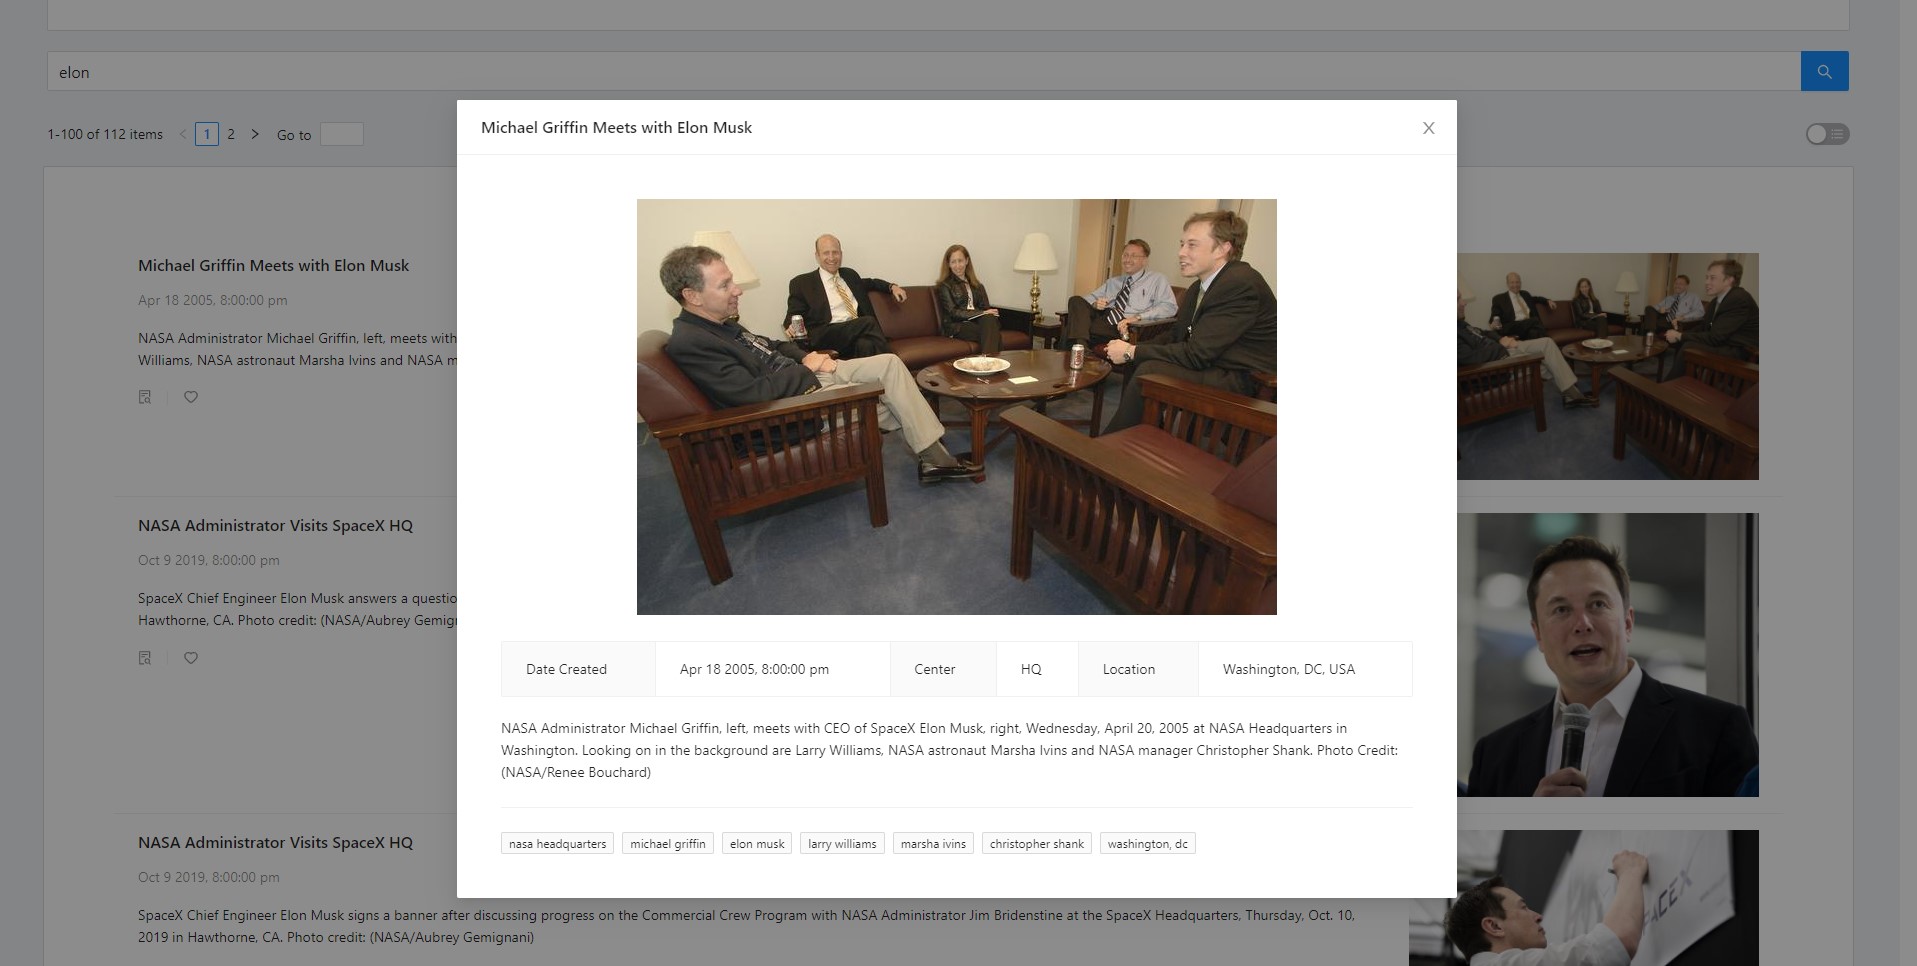 elon
1-100 of 112 items
1
2
Go to
Michael Griffin Meets with Elon Musk
Apr 18 2005, 8:00:00 pm
NASA Administrator Michael Griffin, left, meets with
Williams, NASA astronaut Marsha Ivins and NASA m
NASA Administrator Visits SpaceX HQ
Oct 9 2019, 8:00:00 pm
SpaceX Chief Engineer Elon Musk answers a questio
Hawthorne, CA. Photo credit: (NASA/Aubrey Gemign
NASA Administrator Visits SpaceX HQ
Oct 9 2019, 8:00:00 pm
SpaceX Chief Engineer Elon Musk signs a banner after discussing progress on the Commercial Crew Program with NASA Administrator Jim Bridenstine at the SpaceX Headquarters, Thursday, Oct. 10,
2019 in Hawthorne, CA. Photo credit: (NASA/Aubrey Gemignani)
Michael Griffin Meets with Elon Musk
Date Created
Apr 18 2005, 8:00:00 pm
Center
HQ
Location
Washington, DC, USA
NASA Administrator Michael Griffin, left, meets with CEO of SpaceX Elon Musk, right, Wednesday, April 20, 2005 at NASA Headquarters in
Washington. Looking on in the background are Larry Williams, NASA astronaut Marsha Ivins and NASA manager Christopher Shank. Photo Credit:
(NASA/Renee Bouchard)
nasa headquarters
michael griffin
elon musk
larry williams
marsha ivins
christopher shank
washington, dc